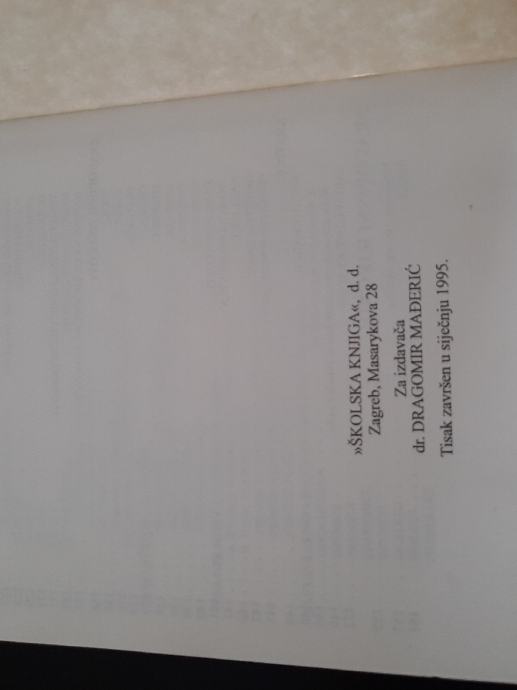 »ŠKOLSKA KNJIGA«, d. d.
Zagreb, Masarykova 28
Za izdavača
dr. DRAGOMIR MAĐERIĆ
Tisak završen u siječnju 1995.